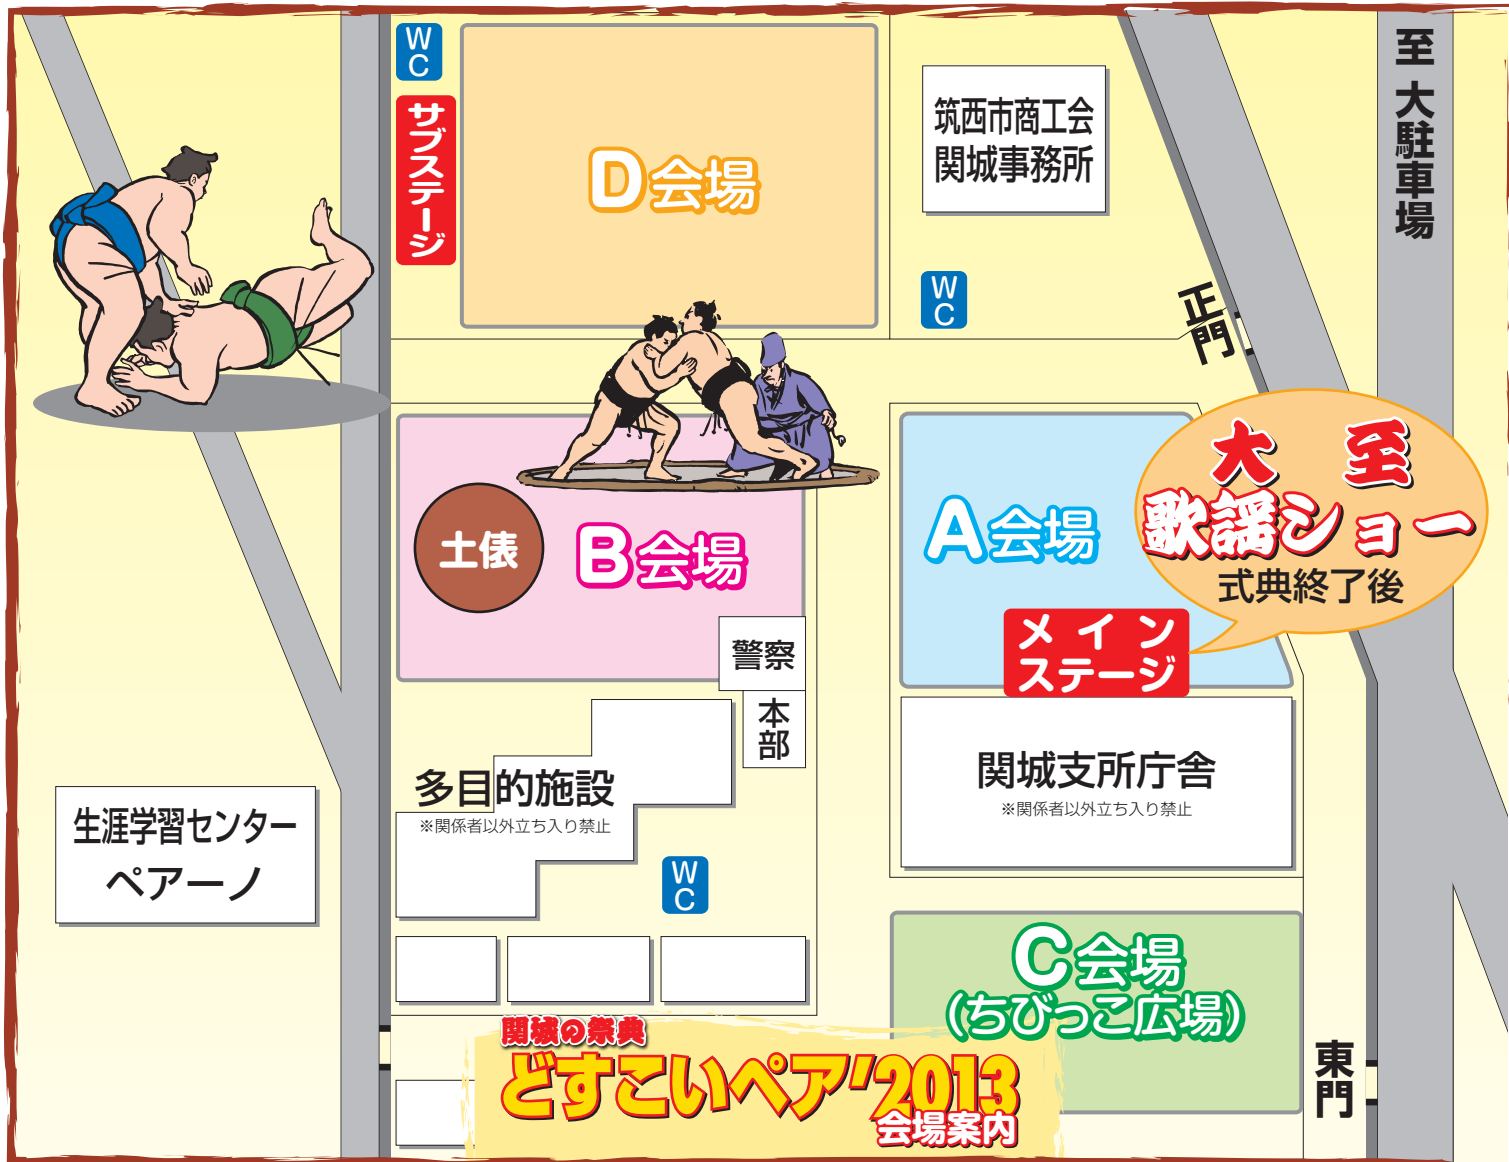 WC
サブステージ
D会場
筑西市商工会
関城事務所
至 大駐車場
WC
正門
土俵
B会場
警察
本部
A会場
メイン
ステージ
大 至
歌謡ショー
式典終了後
多目的施設
※関係者以外立ち入り禁止
関城支所庁舎
※関係者以外立ち入り禁止
生涯学習センター
ペアーノ
WC
C会場
(ちびっこ広場)
東門
関城の祭典
どすこいペア'2013
会場案内